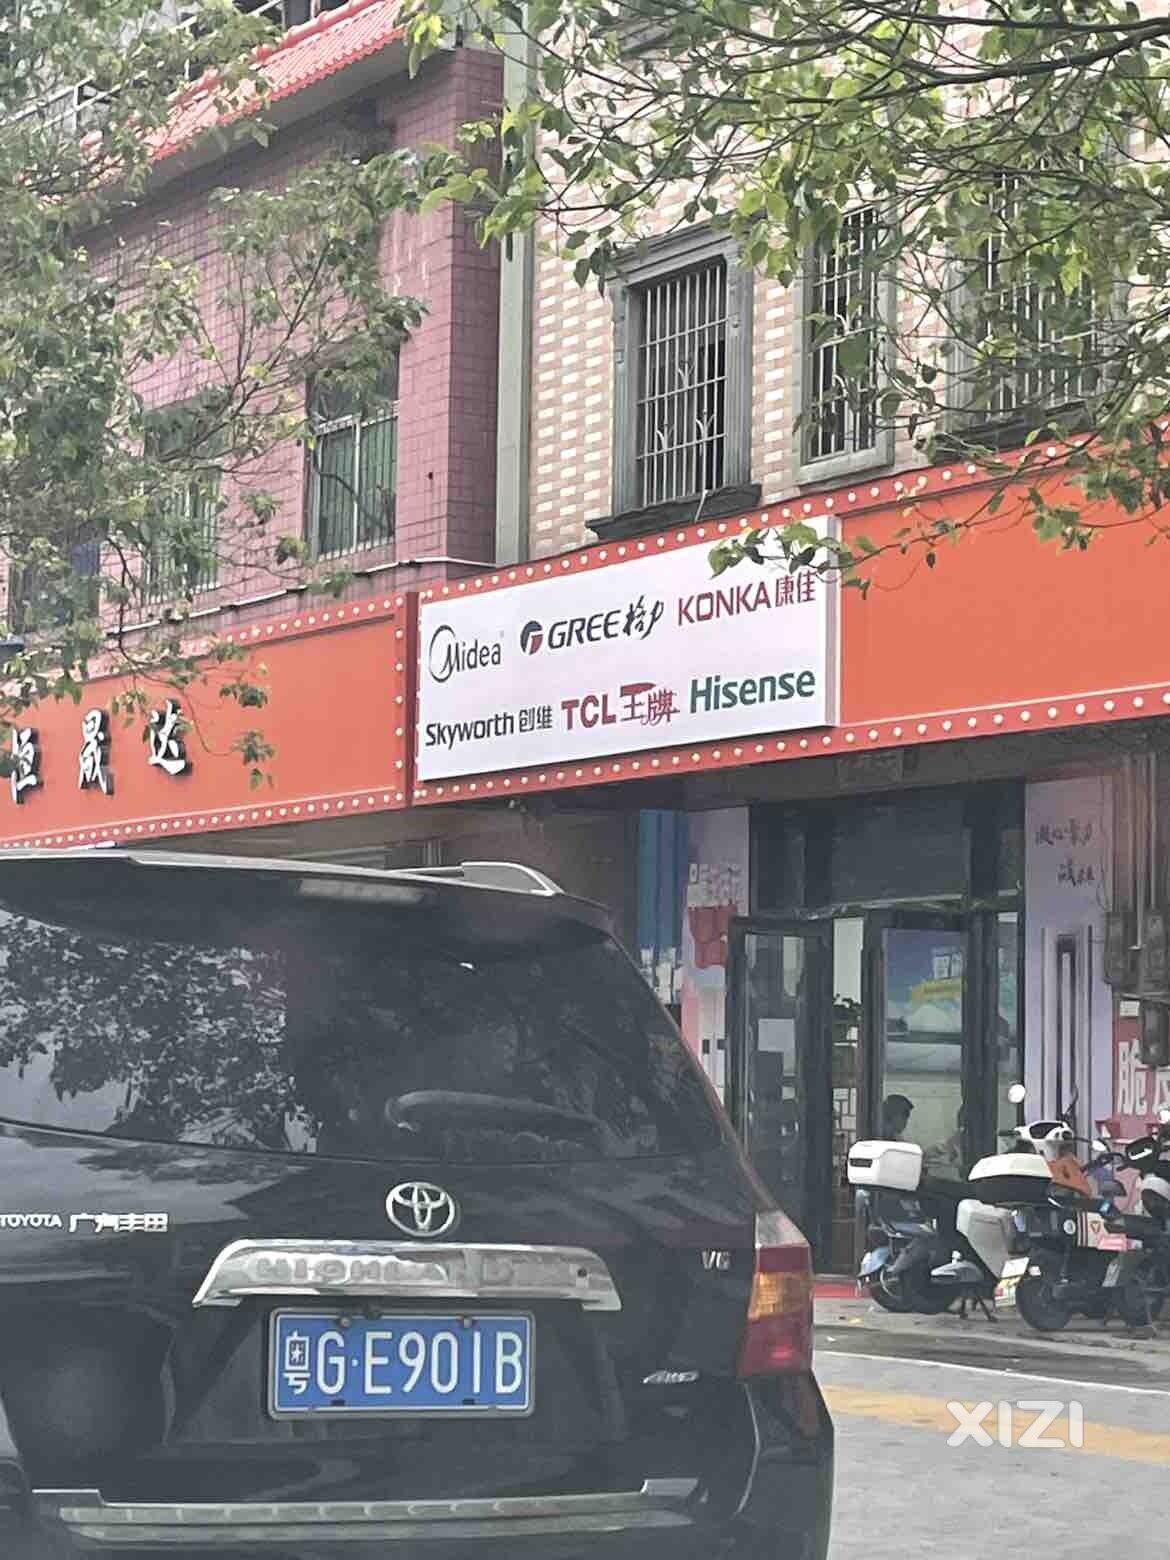 Midea GREE格力 KONKA康佳
Skyworth创维 TCL王牌 Hisense
恒晟达
TOYOTA 广汽丰田
HIGHLANDER
V6
粤G·E901B
XIZI